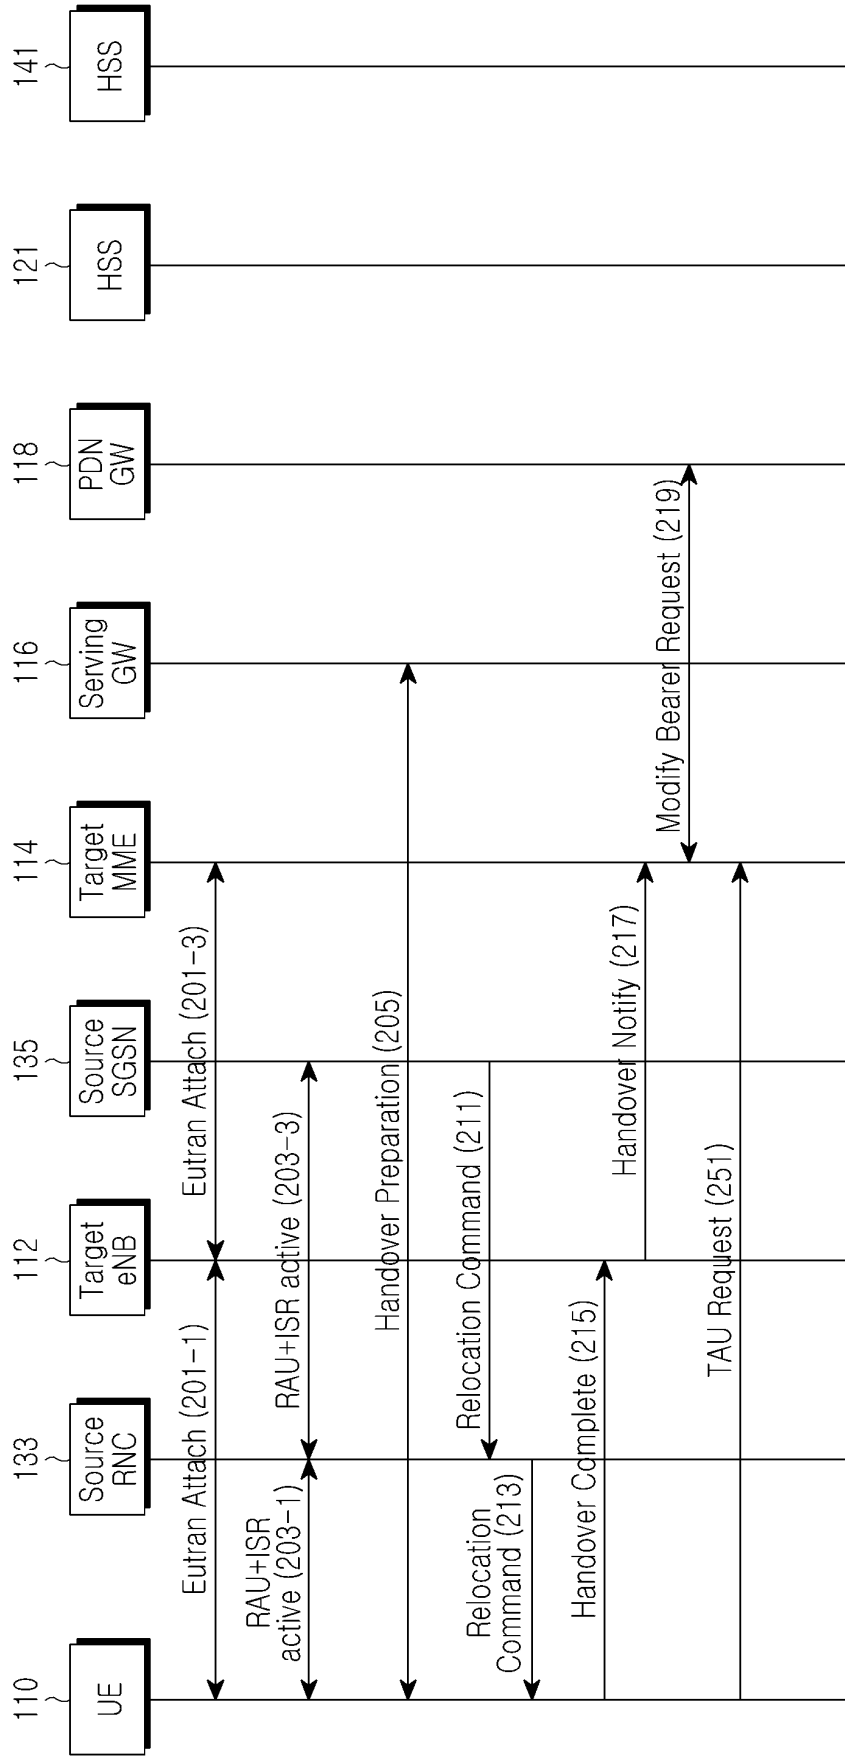 110
133
112
135
114
116
118
121
141
UE
Source
RNC
Target
eNB
Source
SGSN
Target
MME
Serving
GW
PDN
GW
HSS
HSS
Eutran Attach (201-1)
Eutran Attach (201-3)
RAU+ISR
active (203-1)
RAU+ISR active (203-3)
Handover Preparation (205)
Relocation Command (211)
Relocation
Command (213)
Handover Complete (215)
Handover Notify (217)
Modify Bearer Request (219)
TAU Request (251)